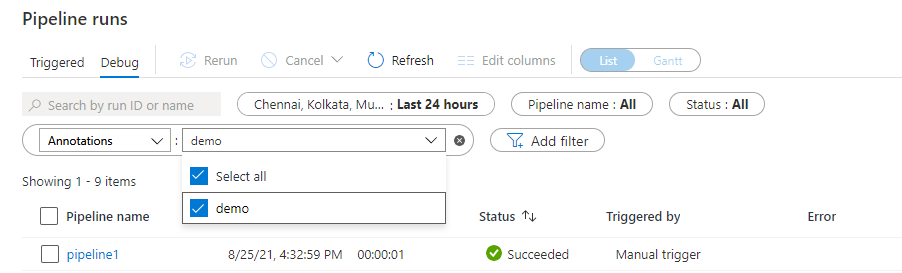 Pipeline runs
Triggered Debug Rerun Cancel Refresh Edit columns List Gantt
Search by run ID or name Chennai, Kolkata, Mu... : Last 24 hours Pipeline name : All Status : All
Annotations : demo Add filter
Select all
Showing 1 - 9 items
demo
Pipeline name Status Triggered by Error
pipeline1 8/25/21, 4:32:59 PM 00:00:01 Succeeded Manual trigger